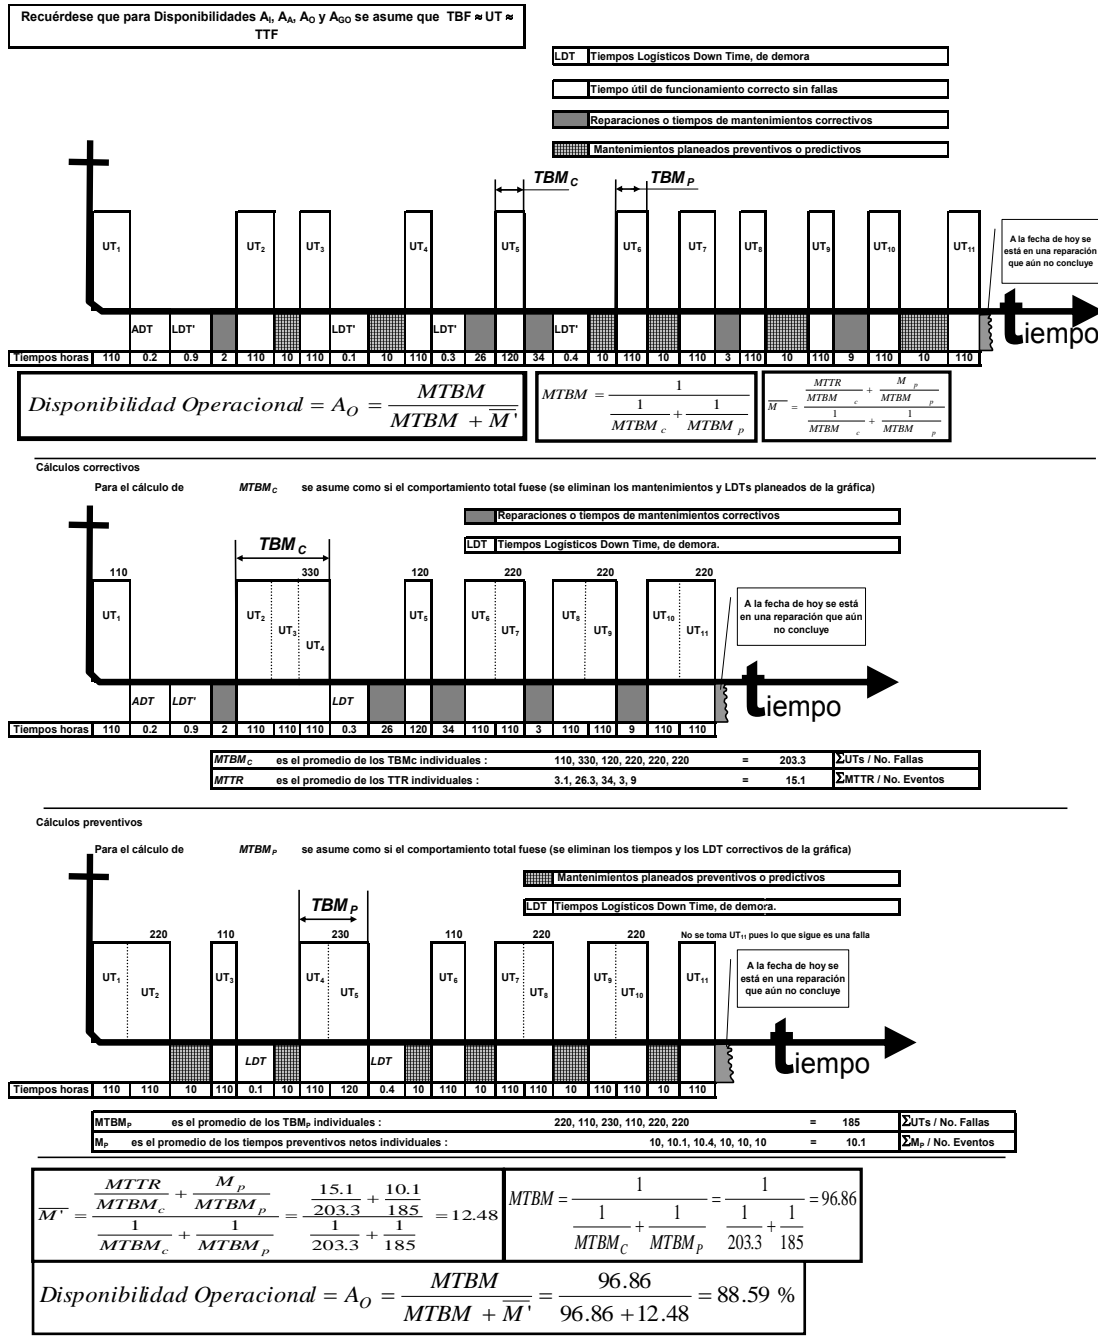 Recuérdese que para Disponibilidades A_I, A_A, A_O y A_GO se asume que TBF ≈ UT ≈
TTF
LDT Tiempos Logísticos Down Time, de demora
Tiempo útil de funcionamiento correcto sin fallas
Reparaciones o tiempos de mantenimientos correctivos
Mantenimientos planeados preventivos o predictivos
TBM_C TBM_P
UT1 UT2 UT3 UT4 UT5 UT6 UT7 UT8 UT9 UT10 UT11
A la fecha de hoy se
está en una reparación
que aún no concluye
ADT LDT' LDT' LDT' LDT'
tiempo
Tiempos horas 110 0.2 0.9 2 110 10 110 0.1 10 110 0.3 26 120 34 0.4 10 110 10 110 3 110 10 110 9 110 10 110
Disponibilidad Operacional = A_O = MTBM / (MTBM + M')
MTBM = 1 / (1/MTBM_c + 1/MTBM_p)
M = (MTTR/MTBM_c + M_p/MTBM_p) / (1/MTBM_c + 1/MTBM_p)
Cálculos correctivos
Para el cálculo de MTBM_C se asume como si el comportamiento total fuese (se eliminan los mantenimientos y LDTs planeados de la gráfica)
Reparaciones o tiempos de mantenimientos correctivos
LDT Tiempos Logísticos Down Time, de demora.
TBM_C
110 330 120 220 220 220
UT1 UT2 UT3 UT4 UT5 UT6 UT7 UT8 UT9 UT10 UT11
A la fecha de hoy se está
en una reparación que aún
no concluye
ADT LDT' LDT
tiempo
Tiempos horas 110 0.2 0.9 2 110 110 110 0.3 26 120 34 110 110 3 110 110 9 110 110
MTBM_C es el promedio de los TBMc individuales : 110, 330, 120, 220, 220, 220 = 203.3 ΣUTs / No. Fallas
MTTR es el promedio de los TTR individuales : 3.1, 26.3, 34, 3, 9 = 15.1 ΣMTTR / No. Eventos
Cálculos preventivos
Para el cálculo de MTBM_P se asume como si el comportamiento total fuese (se eliminan los tiempos y los LDT correctivos de la gráfica)
Mantenimientos planeados preventivos o predictivos
LDT Tiempos Logísticos Down Time, de demora.
TBM_P
220 110 230 110 220 220
No se toma UT11 pues lo que sigue es una falla
UT1 UT2 UT3 UT4 UT5 UT6 UT7 UT8 UT9 UT10 UT11
A la fecha de hoy se
está en una reparación
que aún no concluye
LDT LDT
tiempo
Tiempos horas 110 110 10 110 0.1 10 110 120 0.4 10 110 10 110 110 10 110 110 10 110
MTBM_P es el promedio de los TBM_P individuales : 220, 110, 230, 110, 220, 220 = 185 ΣUTs / No. Fallas
M_P es el promedio de los tiempos preventivos netos individuales : 10, 10.1, 10.4, 10, 10, 10 = 10.1 ΣM_P / No. Eventos
M' = (MTTR/MTBM_c + M_p/MTBM_p) / (1/MTBM_c + 1/MTBM_p) = (15.1/203.3 + 10.1/185) / (1/203.3 + 1/185) = 12.48
MTBM = 1 / (1/MTBM_C + 1/MTBM_P) = 1 / (1/203.3 + 1/185) = 96.86
Disponibilidad Operacional = A_O = MTBM / (MTBM + M') = 96.86 / (96.86 + 12.48) = 88.59 %